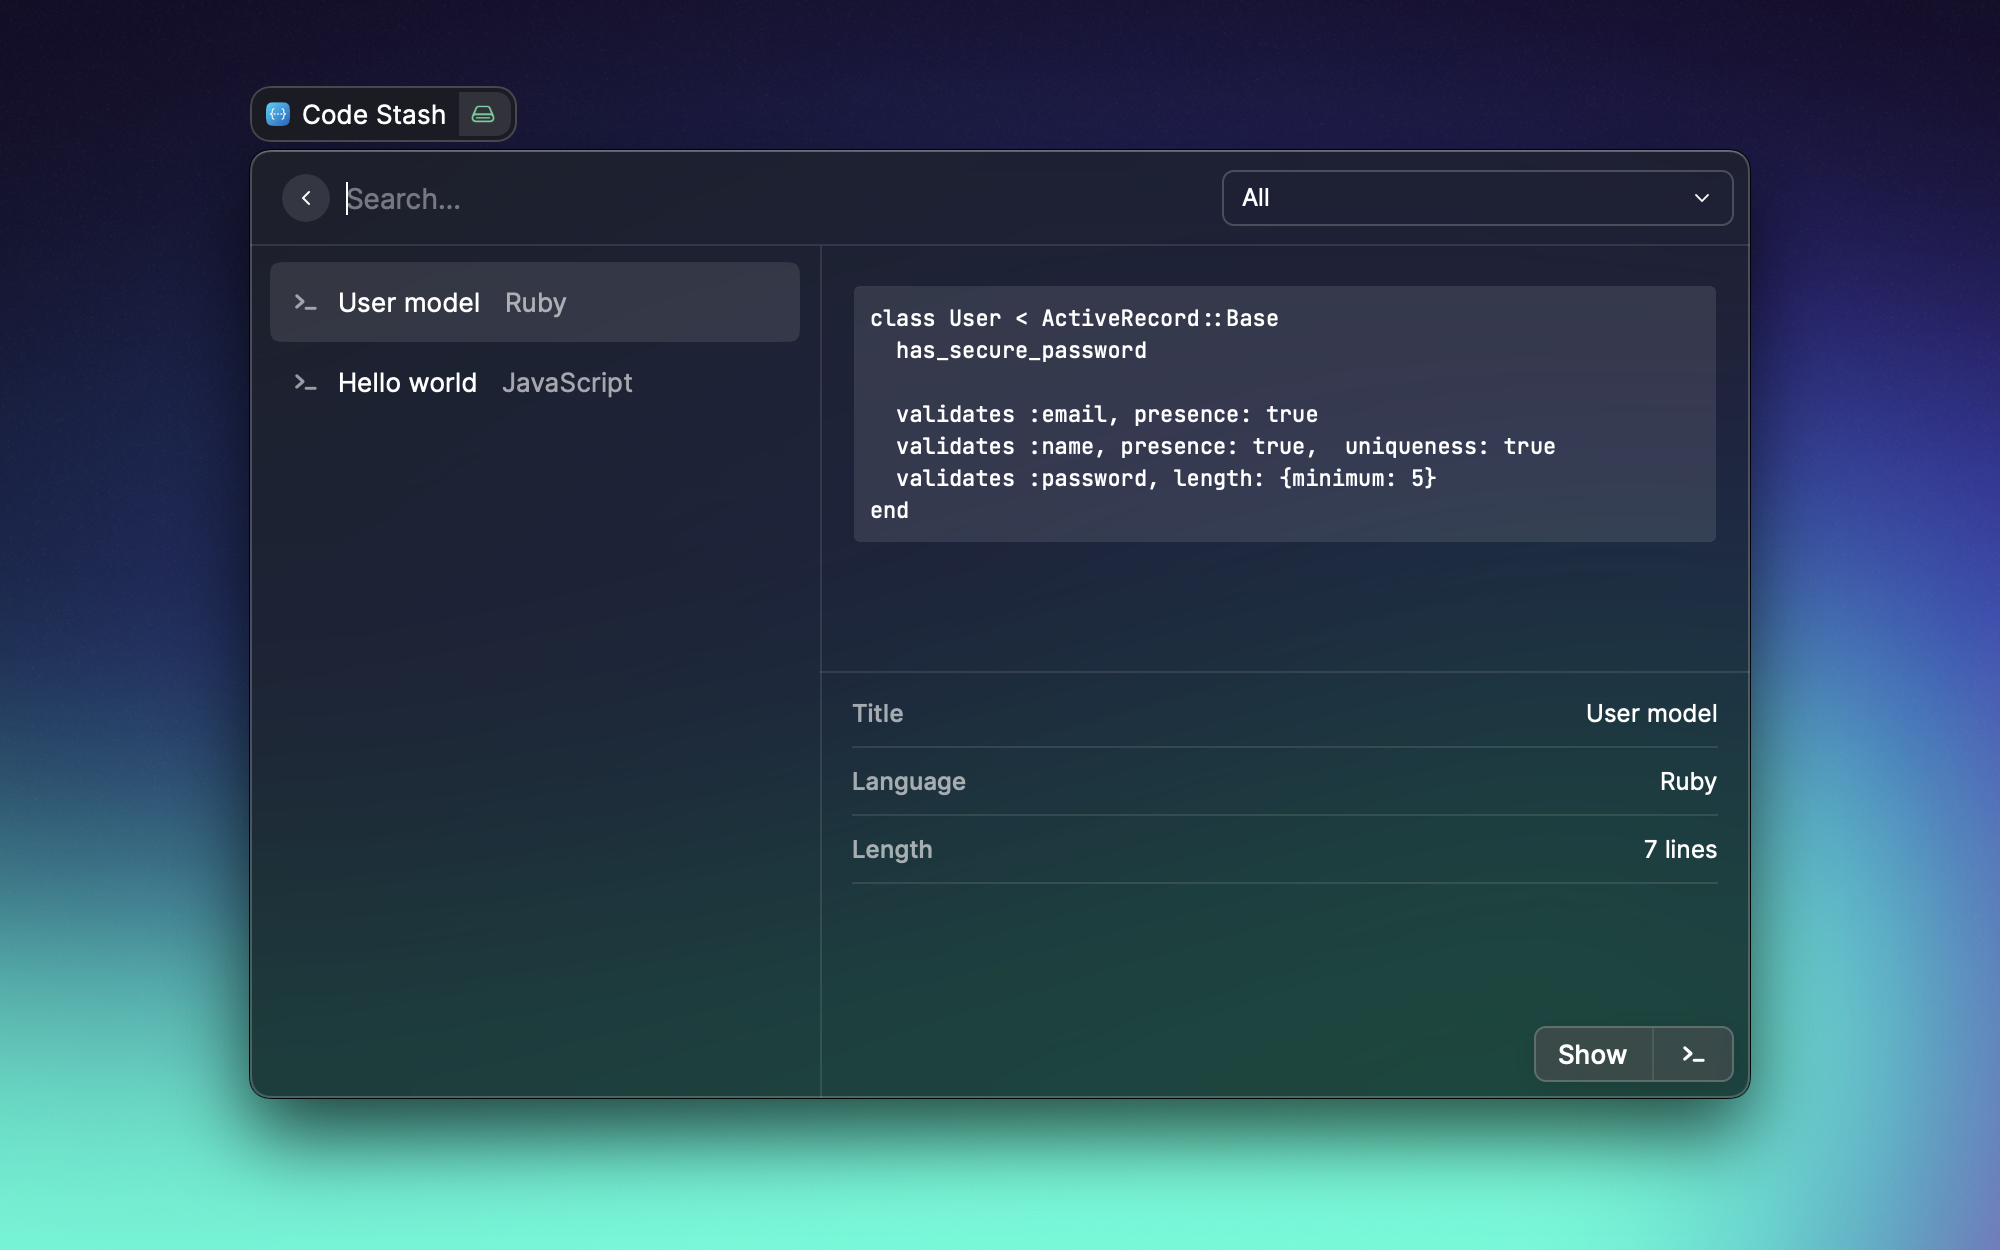 Code Stash
Search...
All
User model Ruby
Hello world JavaScript
class User < ActiveRecord::Base
  has_secure_password

  validates :email, presence: true
  validates :name, presence: true,  uniqueness: true
  validates :password, length: {minimum: 5}
end
Title User model
Language Ruby
Length 7 lines
Show